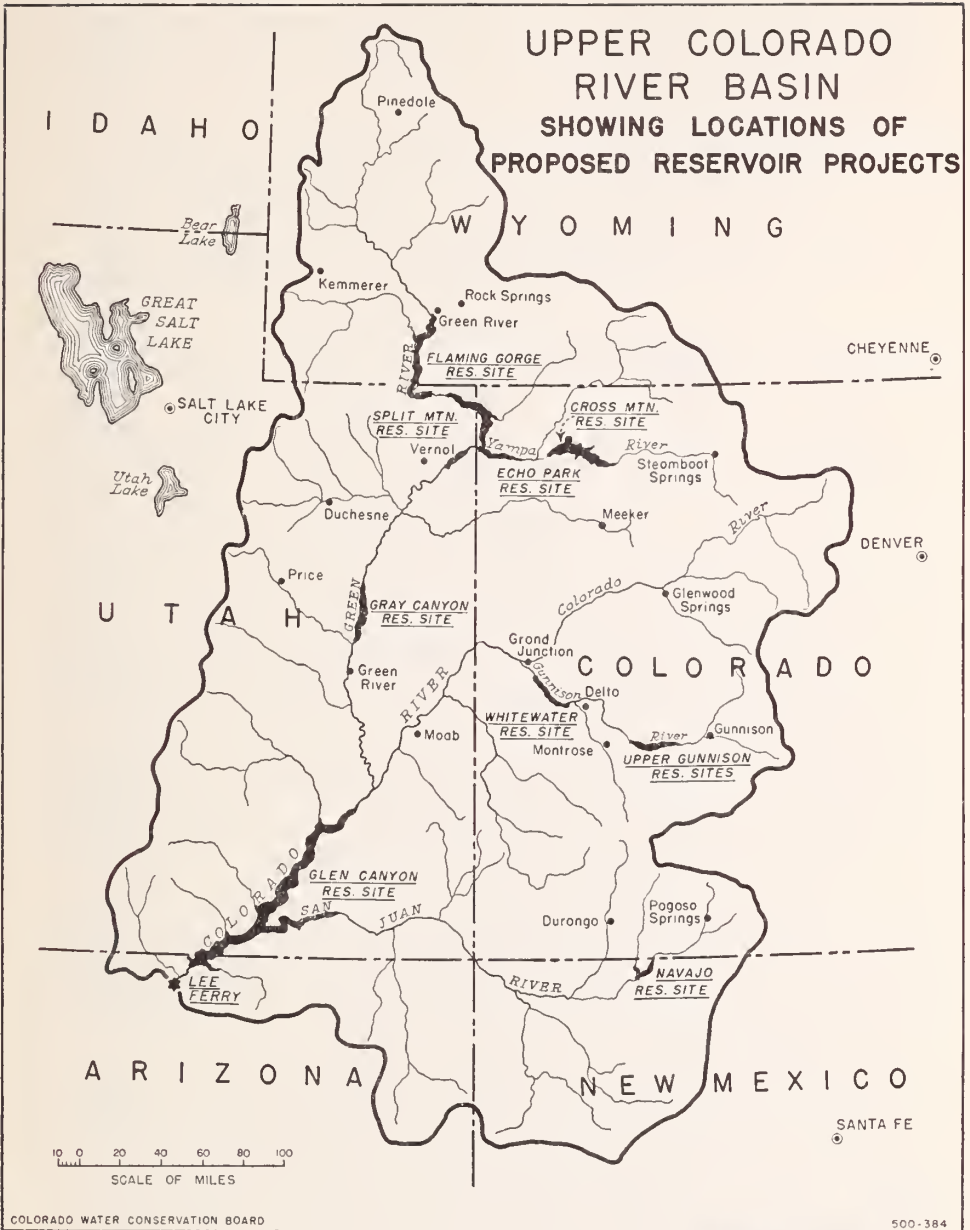 UPPER COLORADO
RIVER BASIN
SHOWING LOCATIONS OF
PROPOSED RESERVOIR PROJECTS
IDAHO
Pinedale
WYOMING
Bear
Lake
Kemmerer
Rock Springs
Green River
GREAT
SALT
LAKE
RIVER
FLAMING GORGE
RES. SITE
CHEYENNE
SALT LAKE
CITY
SPLIT MTN.
RES. SITE
CROSS MTN.
RES. SITE
Vernol
Yampa
River
Steomboot
Springs
ECHO PARK
RES. SITE
Utah
Lake
Duchesne
Meeker
River
DENVER
Price
GREEN
GRAY CANYON
RES. SITE
Colorado
Glenwood
Springs
UTAH
Green
River
Grond
Junction
COLORADO
RIVER
Gunnison
Delto
WHITEWATER
RES. SITE
Moab
Montrose
River
Gunnison
UPPER GUNNISON
RES. SITES
COLORADO
GLEN CANYON
RES. SITE
SAN
JUAN
Durongo
Pogoso
Springs
LEE
FERRY
RIVER
NAVAJO
RES. SITE
ARIZONA
NEW MEXICO
SANTA FE
10 0 20 40 60 80 100
SCALE OF MILES
COLORADO WATER CONSERVATION BOARD
500-384